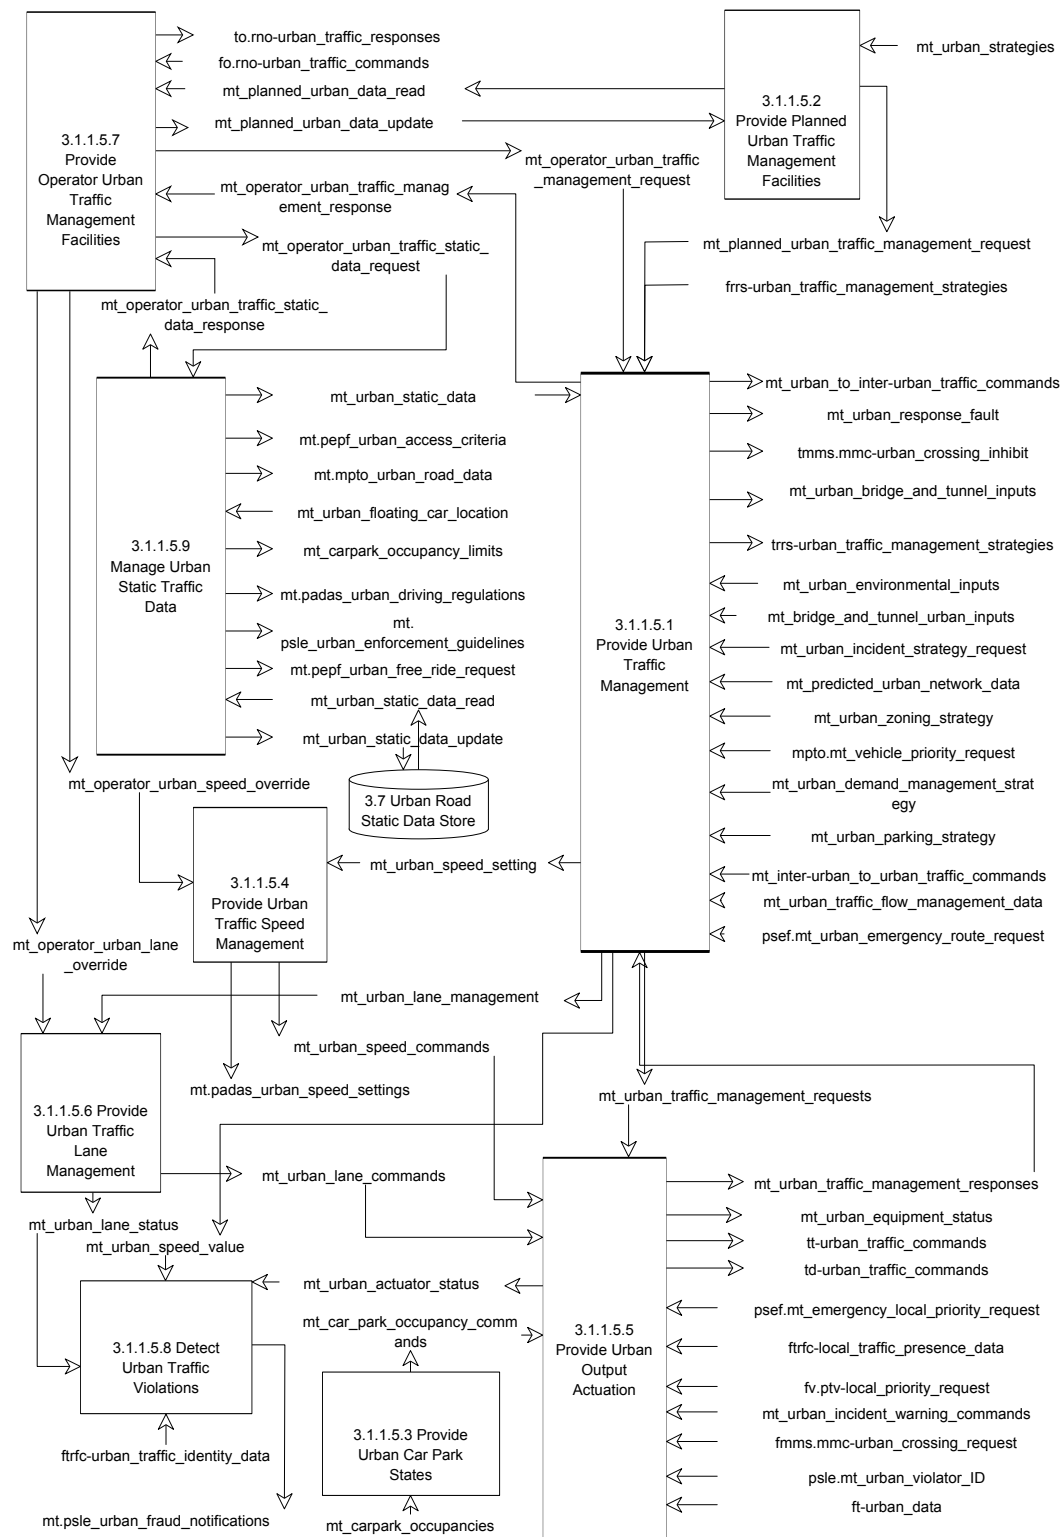 to.rno-urban_traffic_responses
fo.rno-urban_traffic_commands
mt_planned_urban_data_read
mt_planned_urban_data_update
3.1.1.5.7
Provide
Operator Urban
Traffic
Management
Facilities
mt_urban_strategies
3.1.1.5.2
Provide Planned
Urban Traffic
Management
Facilities
mt_operator_urban_traffic
_management_request
mt_operator_urban_traffic_manag
ement_response
mt_operator_urban_traffic_static_
data_request
mt_planned_urban_traffic_management_request
frrs-urban_traffic_management_strategies
mt_operator_urban_traffic_static_
data_response
3.1.1.5.9
Manage Urban
Static Traffic
Data
mt_urban_static_data
mt.pepf_urban_access_criteria
mt.mpto_urban_road_data
mt_urban_floating_car_location
mt_carpark_occupancy_limits
mt.padas_urban_driving_regulations
mt.
psle_urban_enforcement_guidelines
mt.pepf_urban_free_ride_request
mt_urban_static_data_read
mt_urban_static_data_update
3.7 Urban Road
Static Data Store
3.1.1.5.1
Provide Urban
Traffic
Management
mt_urban_to_inter-urban_traffic_commands
mt_urban_response_fault
tmms.mmc-urban_crossing_inhibit
mt_urban_bridge_and_tunnel_inputs
trrs-urban_traffic_management_strategies
mt_urban_environmental_inputs
mt_bridge_and_tunnel_urban_inputs
mt_urban_incident_strategy_request
mt_predicted_urban_network_data
mt_urban_zoning_strategy
mpto.mt_vehicle_priority_request
mt_urban_demand_management_strat
egy
mt_urban_parking_strategy
mt_inter-urban_to_urban_traffic_commands
mt_urban_traffic_flow_management_data
psef.mt_urban_emergency_route_request
mt_operator_urban_speed_override
3.1.1.5.4
Provide Urban
Traffic Speed
Management
mt_urban_speed_setting
mt_operator_urban_lane
_override
mt_urban_lane_management
mt_urban_speed_commands
mt.padas_urban_speed_settings
mt_urban_traffic_management_requests
3.1.1.5.6 Provide
Urban Traffic
Lane
Management
mt_urban_lane_commands
mt_urban_lane_status
mt_urban_speed_value
mt_urban_actuator_status
mt_car_park_occupancy_comm
ands
3.1.1.5.8 Detect
Urban Traffic
Violations
ftrfc-urban_traffic_identity_data
mt.psle_urban_fraud_notifications
3.1.1.5.3 Provide
Urban Car Park
States
mt_carpark_occupancies
3.1.1.5.5
Provide Urban
Output
Actuation
mt_urban_traffic_management_responses
mt_urban_equipment_status
tt-urban_traffic_commands
td-urban_traffic_commands
psef.mt_emergency_local_priority_request
ftrfc-local_traffic_presence_data
fv.ptv-local_priority_request
mt_urban_incident_warning_commands
fmms.mmc-urban_crossing_request
psle.mt_urban_violator_ID
ft-urban_data